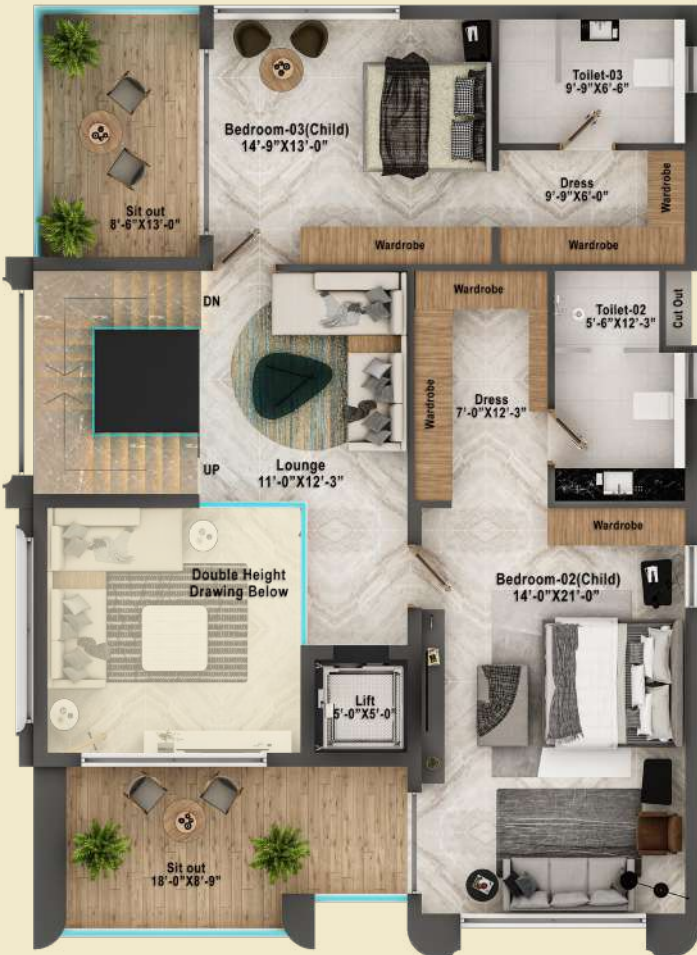 Toilet-03
9'-9"X6'-6"
Bedroom-03(Child)
14'-9"X13'-0"
Dress
9'-9"X6'-0"
Wardrobe
Sit out
8'-6"X13'-0"
Wardrobe
Wardrobe
DN
Wardrobe
Toilet-02
5'-6"X12'-3"
Cut Out
Dress
7'-0"X12'-3"
Wardrobe
UP
Lounge
11'-0"X12'-3"
Wardrobe
Double Height
Drawing Below
Bedroom-02(Child)
14'-0"X21'-0"
Lift
5'-0"X5'-0"
Sit out
18'-0"X8'-9"